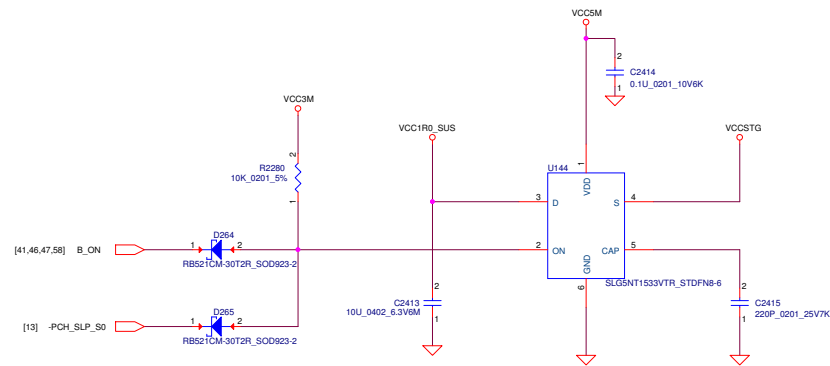 VCC5M
2
C2414
0.1U_0201_10V6K
1
VCC3M
VCC1R0_SUS
VCCSTG
2
R2280
10K_0201_5%
1
U144
1
VDD
3
D
S
4
[41,46,47,58]
B_ON
1
D264
2
RB521CM-30T2R_SOD923-2
2
ON
CAP
5
GND
6
SLG5NT1533VTR_STDFN8-6
2
C2413
10U_0402_6.3V6M
1
2
C2415
220P_0201_25V7K
1
[13]
-PCH_SLP_S0
1
D265
2
RB521CM-30T2R_SOD923-2